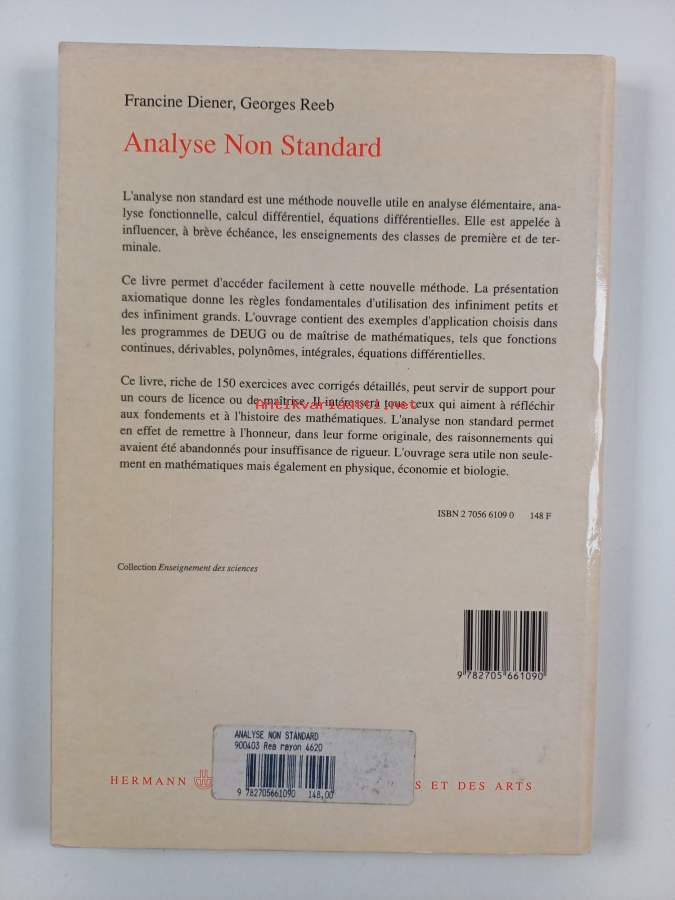 Francine Diener, Georges Reeb
Analyse Non Standard
L'analyse non standard est une méthode nouvelle utile en analyse élémentaire, ana-
lyse fonctionnelle, calcul différentiel, équations différentielles. Elle est appelée à
influencer, à brève échéance, les enseignements des classes de première et de ter-
minale.
Ce livre permet d'accéder facilement à cette nouvelle méthode. La présentation
axiomatique donne les règles fondamentales d'utilisation des infiniment petits et
des infiniment grands. L'ouvrage contient des exemples d'application choisis dans
les programmes de DEUG ou de maîtrise de mathématiques, tels que fonctions
continues, dérivables, polynômes, intégrales, équations différentielles.
Ce livre, riche de 150 exercices avec corrigés détaillés, peut servir de support pour
un cours de licence ou de maîtrise. Il intéressera tous ceux qui aiment à réfléchir
antikvariaatti.net
aux fondements et à l'histoire des mathématiques. L'analyse non standard permet
en effet de remettre à l'honneur, dans leur forme originale, des raisonnements qui
avaient été abandonnés pour insuffisance de rigueur. L'ouvrage sera utile non seule-
ment en mathématiques mais également en physique, économie et biologie.
ISBN 2 7056 6109 0 148 F
Collection Enseignement des sciences
9 782705 661090
ANALYSE NON STANDARD
900403 Rea rayon 4620
9 782705661090 148,00
HERMANN S ET DES ARTS